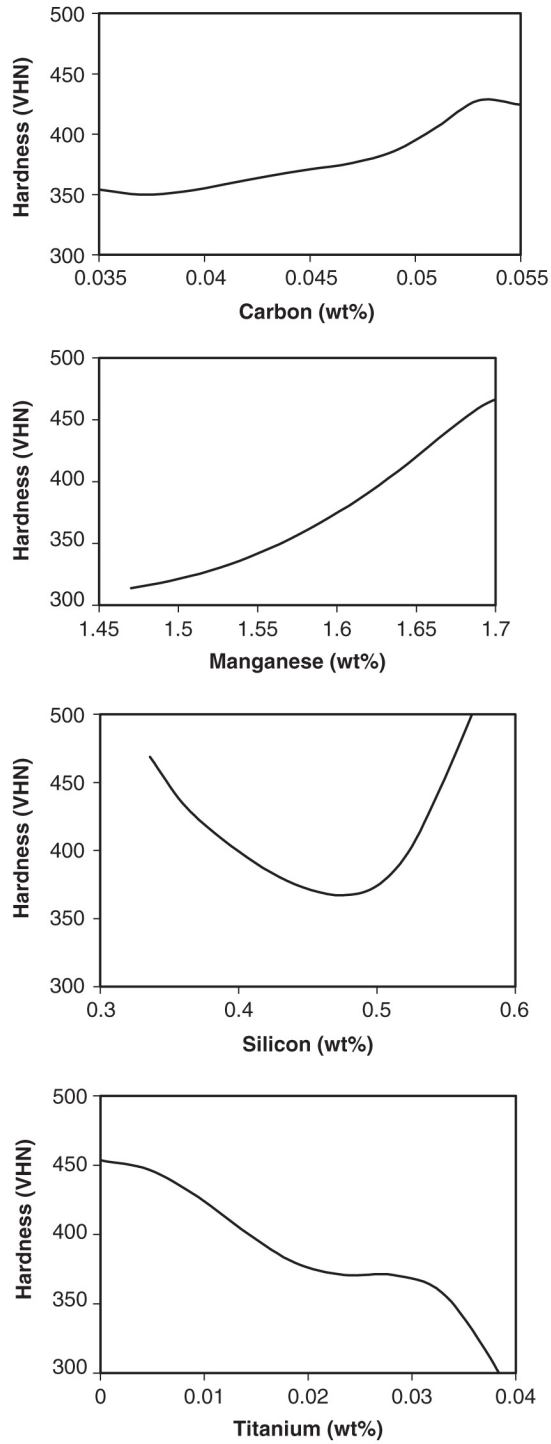 Hardness (VHN)
500
450
400
350
300
0.035 0.04 0.045 0.05 0.055
Carbon (wt%)
Hardness (VHN)
500
450
400
350
300
1.45 1.5 1.55 1.6 1.65 1.7
Manganese (wt%)
Hardness (VHN)
500
450
400
350
300
0.3 0.4 0.5 0.6
Silicon (wt%)
Hardness (VHN)
500
450
400
350
300
0 0.01 0.02 0.03 0.04
Titanium (wt%)